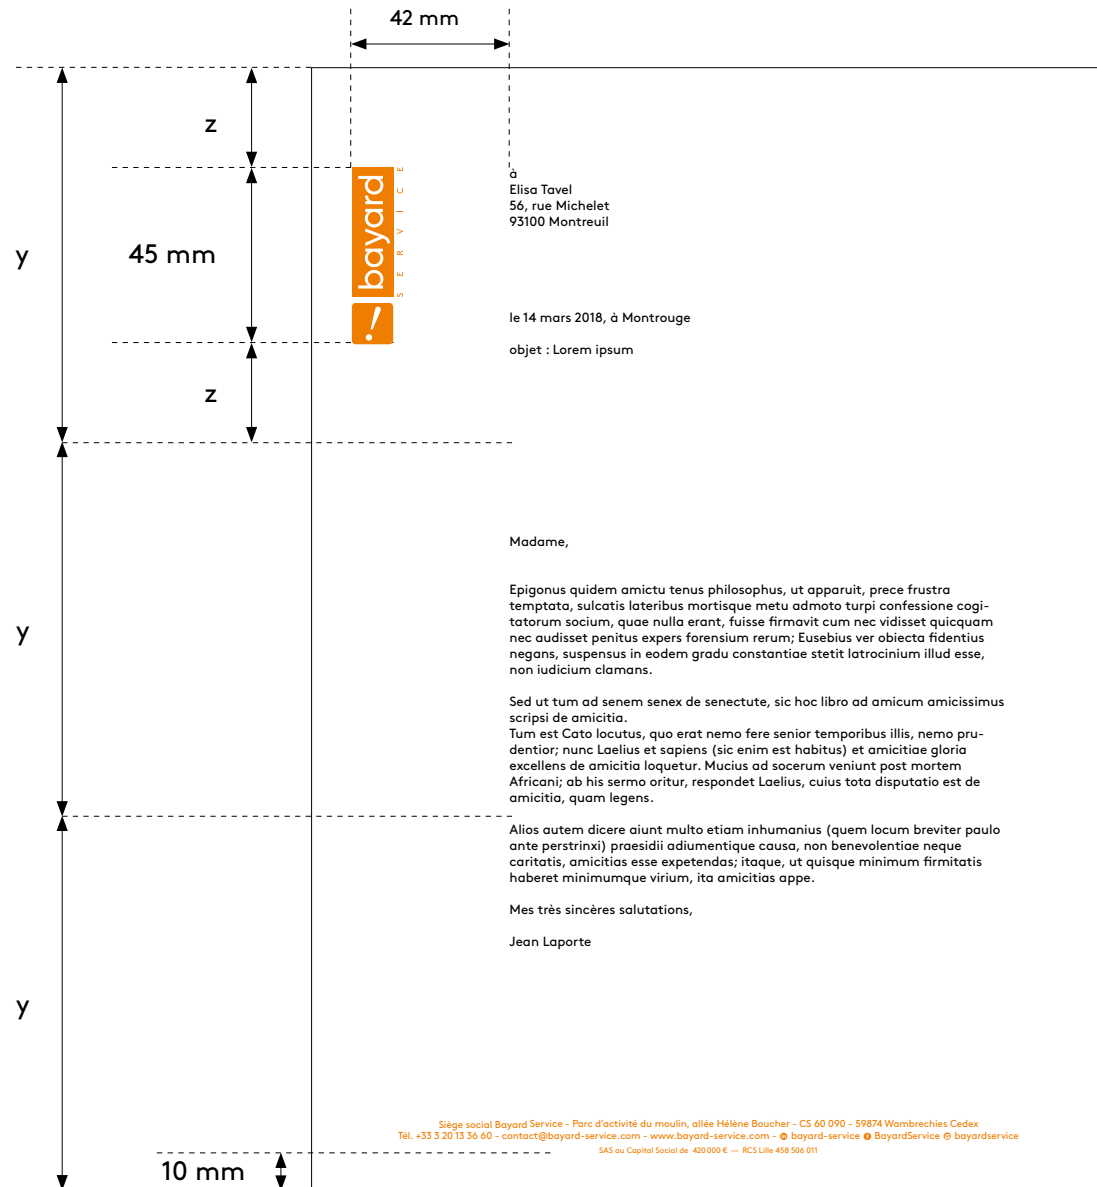 42 mm
z
y
45 mm
z
bayard
SERVICE
!
à
Elisa Tavel
56, rue Michelet
93100 Montreuil
le 14 mars 2018, à Montrouge
objet : Lorem ipsum
Madame,
y
Epigonus quidem amictu tenus philosophus, ut apparuit, prece frustra
temptata, sulcatis lateribus mortisque metu admoto turpi confessione cogi-
tatorum socium, quae nulla erant, fuisse firmavit cum nec vidisset quicquam
nec audisset penitus expers forensium rerum; Eusebius ver obiecta fidentius
negans, suspensus in eodem gradu constantiae stetit latrocinium illud esse,
non iudicium clamans.
Sed ut tum ad senem senex de senectute, sic hoc libro ad amicum amicissimus
scripsi de amicitia.
Tum est Cato locutus, quo erat nemo fere senior temporibus illis, nemo pru-
dentior; nunc Laelius et sapiens (sic enim est habitus) et amicitiae gloria
excellens de amicitia loquetur. Mucius ad socerum veniunt post mortem
Africani; ab his sermo oritur, respondet Laelius, cuius tota disputatio est de
amicitia, quam legens.
Alios autem dicere aiunt multo etiam inhumanius (quem locum breviter paulo
ante perstrinxi) praesidii adiumentique causa, non benevolentiae neque
caritatis, amicitias esse expetendas; itaque, ut quisque minimum firmitatis
haberet minimumque virium, ita amicitias appe.
Mes très sincères salutations,
Jean Laporte
y
Siège social Bayard Service - Parc d'activité du moulin, allée Hélène Boucher - CS 60 090 - 59874 Wambrechies Cedex
Tél. +33 3 20 13 36 60 - contact@bayard-service.com - www.bayard-service.com - bayard-service BayardService bayardservice
SAS au Capital Social de 420 000 € — RCS Lille 458 506 011
10 mm